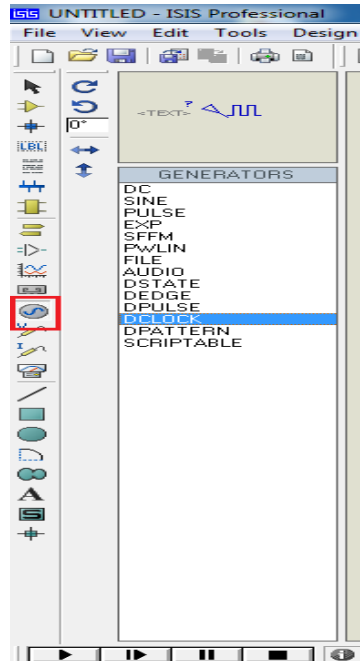 ISIS UNTITLED - ISIS Professional
File View Edit Tools Design
0°
<TEXT> ?
LBL
GENERATORS
DC
SINE
PULSE
EXP
SFFM
PWLIN
FILE
AUDIO
DSTATE
DEDGE
DPULSE
DCLOCK
DPATTERN
SCRIPTABLE
V
I
A
S